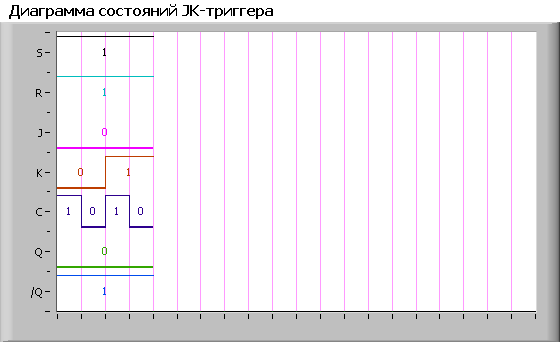 Диаграмма состояний JK-триггера
S 1
R 1
J 0
K 0 1
C 1 0 1 0
Q 0
/Q 1